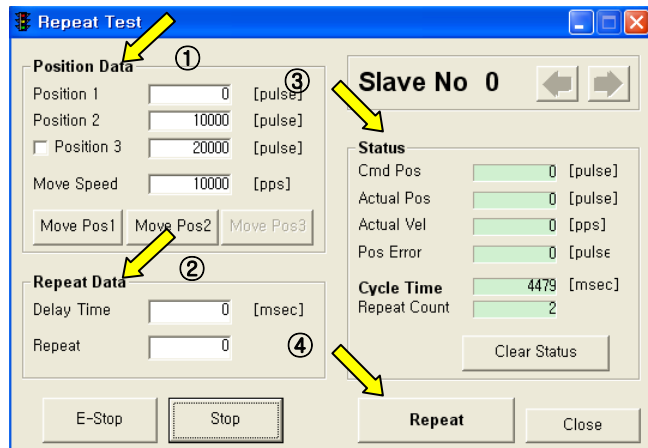 Repeat Test
Position Data ①
Position 1 0 [pulse]
Position 2 10000 [pulse]
Position 3 20000 [pulse]
Move Speed 10000 [pps]
Move Pos1 Move Pos2 Move Pos3
② Repeat Data
Delay Time 0 [msec]
Repeat 0
E-Stop Stop
③
Slave No 0
Status
Cmd Pos 0 [pulse]
Actual Pos 0 [pulse]
Actual Vel 0 [pps]
Pos Error 0 [pulse
Cycle Time 4479 [msec]
Repeat Count 2
Clear Status
④
Repeat Close